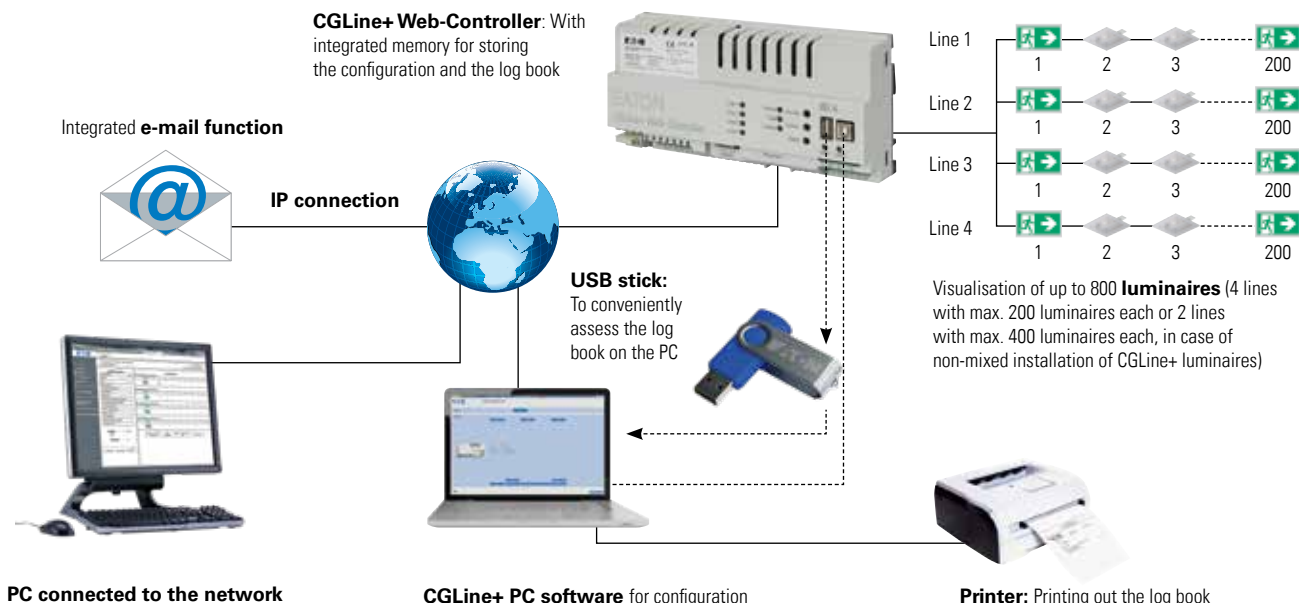 CGLine+ Web-Controller: With
integrated memory for storing
the configuration and the log book
EATON
Line 1
1 2 3 200
Line 2
1 2 3 200
Line 3
1 2 3 200
Line 4
1 2 3 200
Integrated e-mail function
@
IP connection
USB stick:
To conveniently
assess the log
book on the PC
Visualisation of up to 800 luminaires (4 lines
with max. 200 luminaires each or 2 lines
with max. 400 luminaires each, in case of
non-mixed installation of CGLine+ luminaires)
PC connected to the network
CGLine+ PC software for configuration
Printer: Printing out the log book